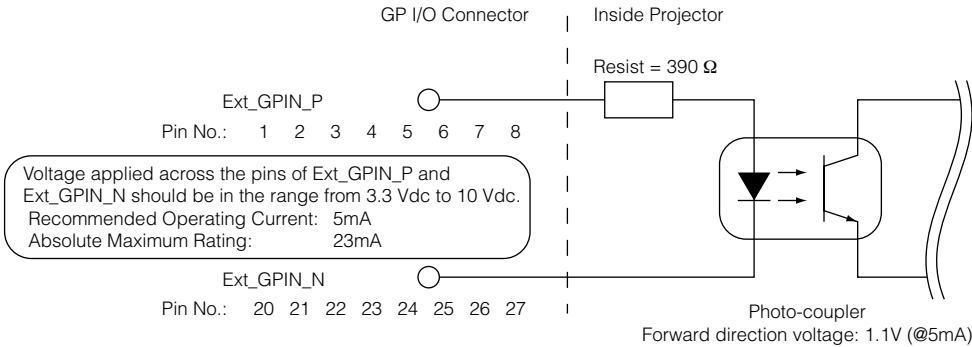 GP I/O Connector
Inside Projector
Resist = 390 Ω
Ext_GPIN_P
Pin No.: 1 2 3 4 5 6 7 8
Voltage applied across the pins of Ext_GPIN_P and
Ext_GPIN_N should be in the range from 3.3 Vdc to 10 Vdc.
Recommended Operating Current: 5mA
Absolute Maximum Rating: 23mA
Ext_GPIN_N
Pin No.: 20 21 22 23 24 25 26 27
Photo-coupler
Forward direction voltage: 1.1V (@5mA)